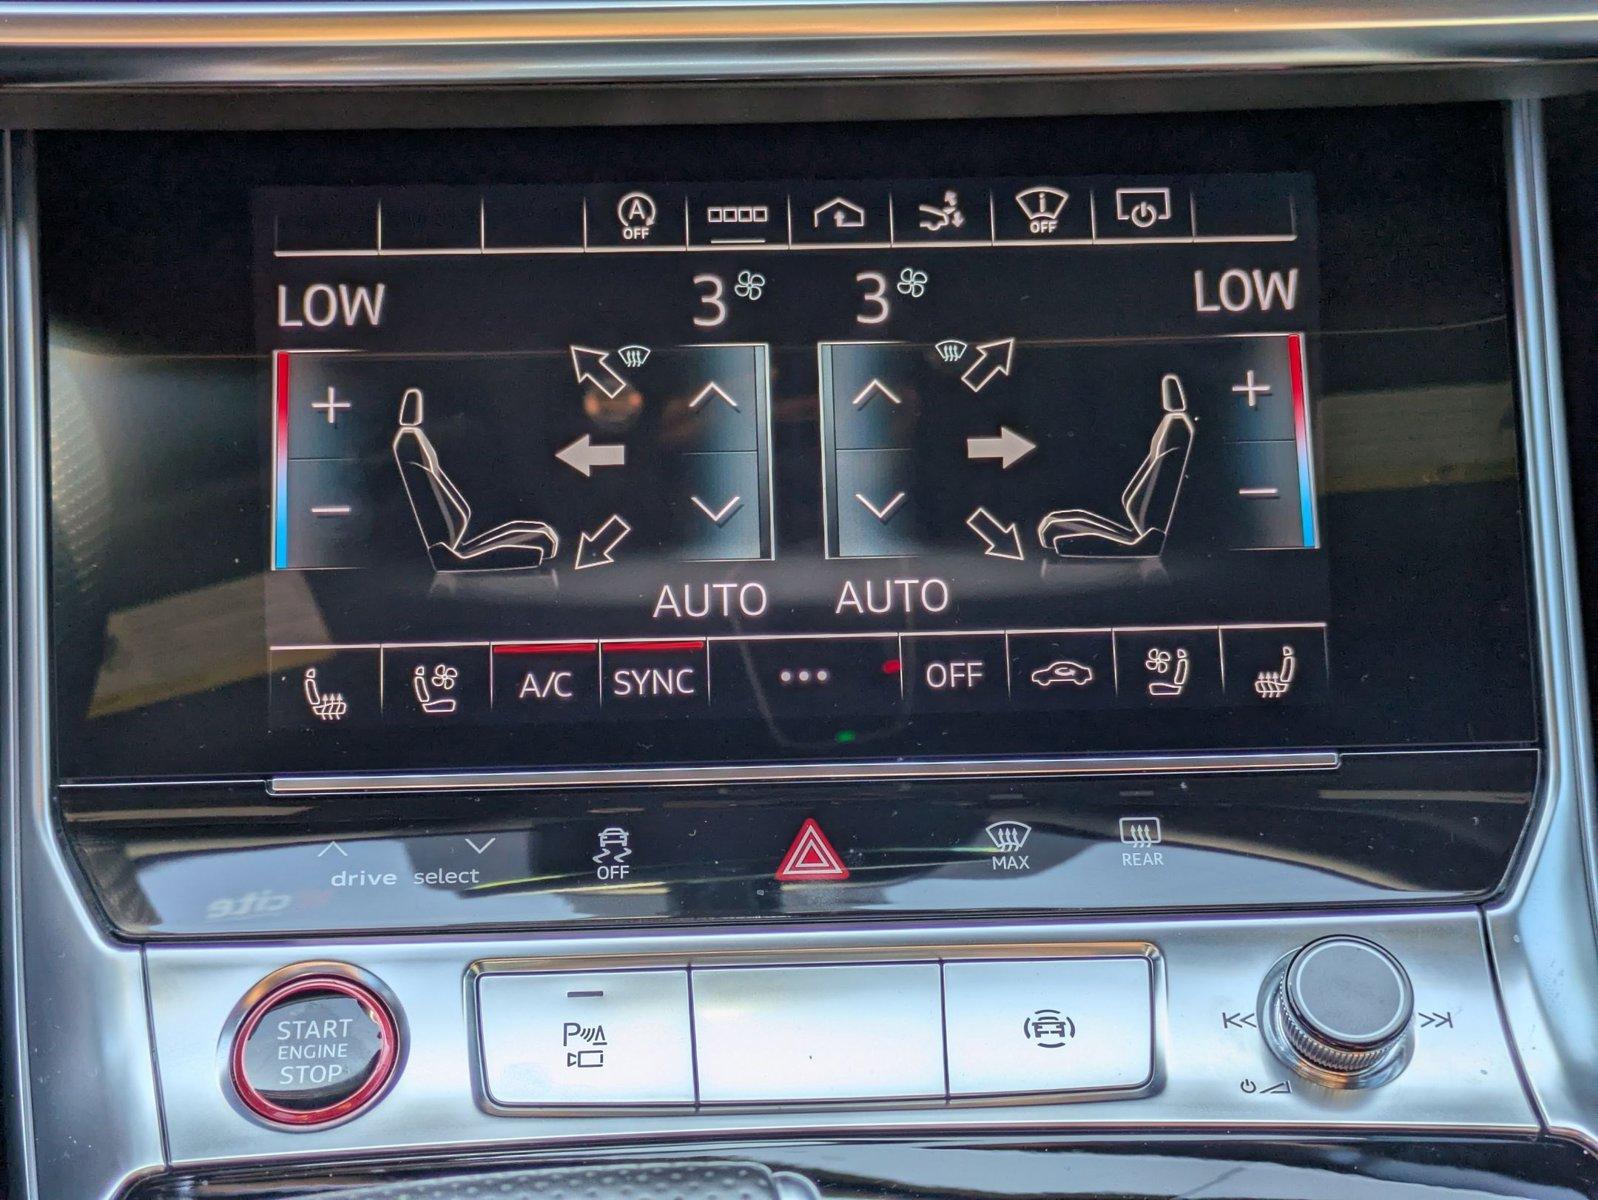 A
OFF
i
OFF
LOW 3 3 LOW
AUTO AUTO
A/C SYNC ... OFF
drive select OFF MAX REAR
START
ENGINE
STOP
P